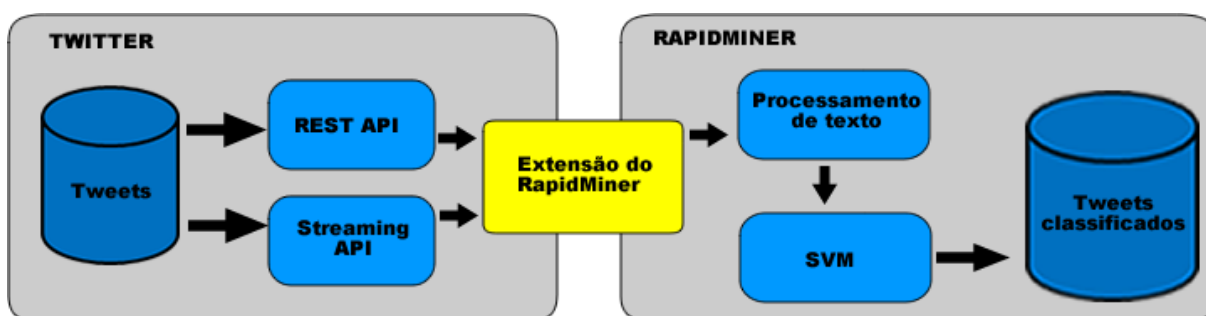 TWITTER
Tweets
REST API
Streaming
API
Extensão do
RapidMiner
RAPIDMINER
Processamento
de texto
SVM
Tweets
classificados